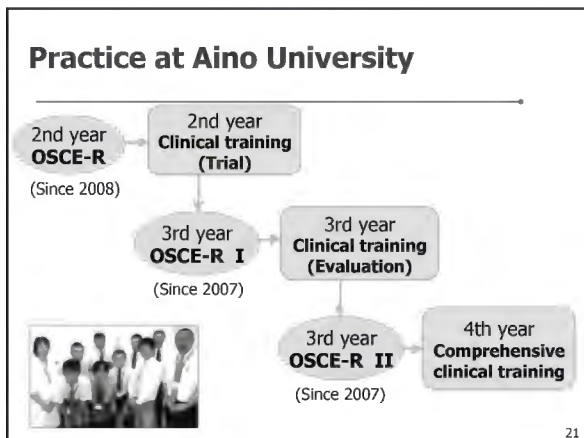 Practice at Aino University
2nd year
OSCE-R
(Since 2008)
2nd year
Clinical training
(Trial)
3rd year
OSCE-R I
(Since 2007)
3rd year
Clinical training
(Evaluation)
3rd year
OSCE-R II
(Since 2007)
4th year
Comprehensive
clinical training
21